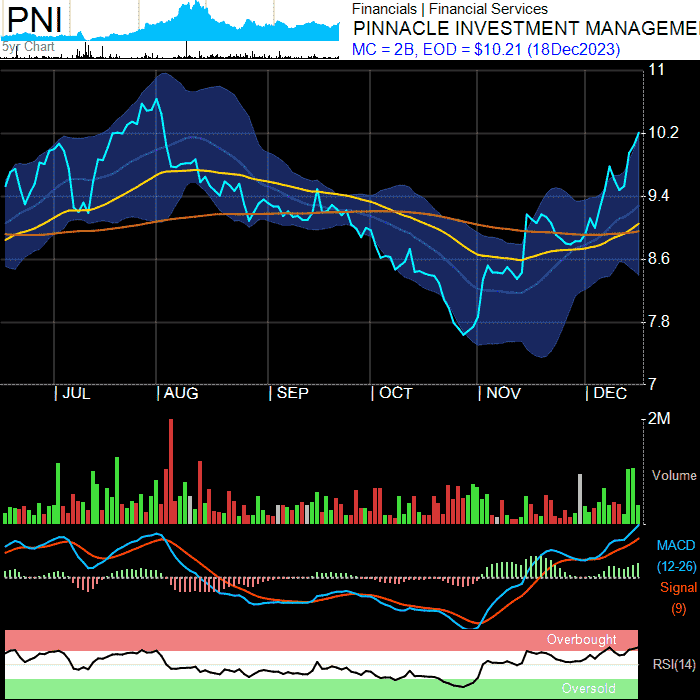 PNI
5yr Chart
Financials | Financial Services
PINNACLE INVESTMENT MANAGEME
MC = 2B, EOD = $10.21 (18Dec2023)
11
10.2
9.4
8.6
7.8
7
JUL
AUG
SEP
OCT
NOV
DEC
2M
Volume
MACD
(12-26)
Signal
(9)
Overbought
RSI(14)
Oversold